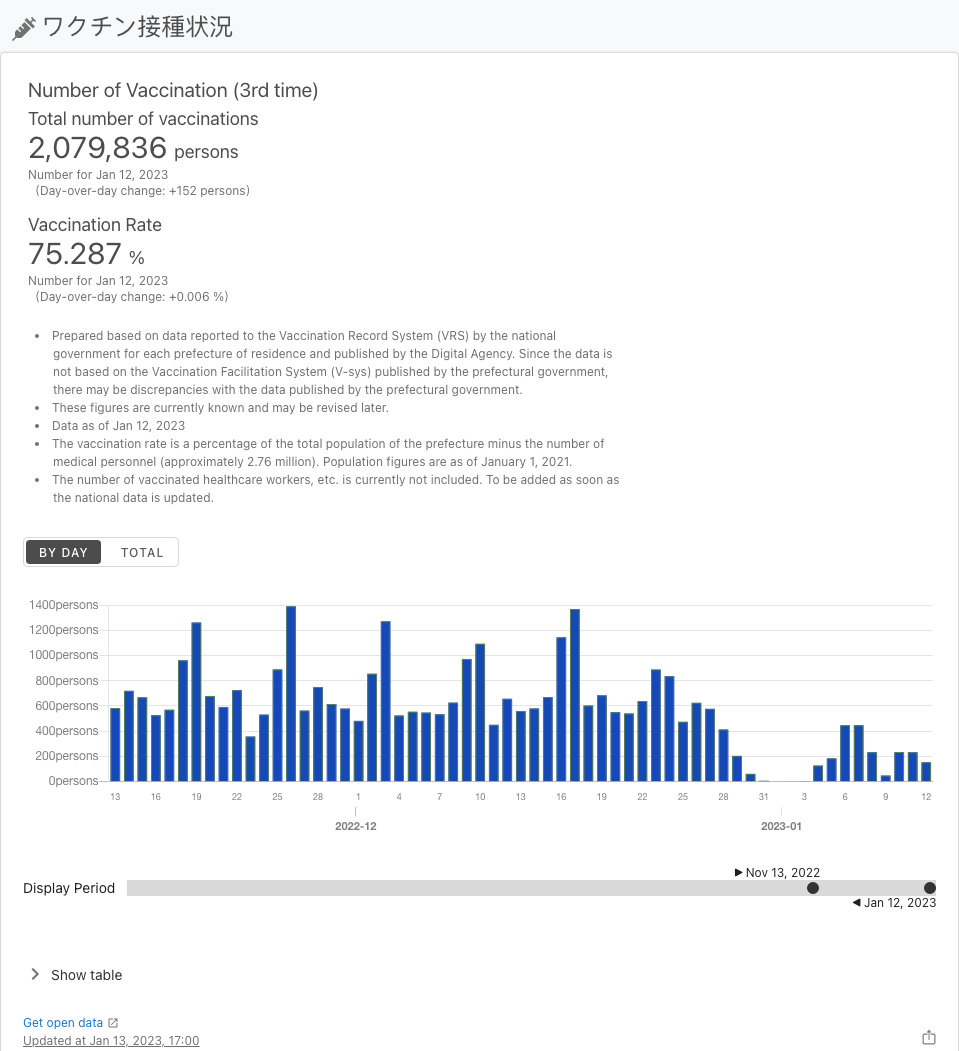 ワクチン接種状況
Number of Vaccination (3rd time)
Total number of vaccinations
2,079,836 persons
Number for Jan 12, 2023
(Day-over-day change: +152 persons)
Vaccination Rate
75.287 %
Number for Jan 12, 2023
(Day-over-day change: +0.006 %)
• Prepared based on data reported to the Vaccination Record System (VRS) by the national
government for each prefecture of residence and published by the Digital Agency. Since the data is
not based on the Vaccination Facilitation System (V-sys) published by the prefectural government,
there may be discrepancies with the data published by the prefectural government.
• These figures are currently known and may be revised later.
• Data as of Jan 12, 2023
• The vaccination rate is a percentage of the total population of the prefecture minus the number of
medical personnel (approximately 2.76 million). Population figures are as of January 1, 2021.
• The number of vaccinated healthcare workers, etc. is currently not included. To be added as soon as
the national data is updated.
BY DAY TOTAL
1400persons
1200persons
1000persons
800persons
600persons
400persons
200persons
0persons
13 16 19 22 25 28 1 4 7 10 13 16 19 22 25 28 31 3 6 9 12
2022-12 2023-01
Nov 13, 2022
Display Period
Jan 12, 2023
Show table
Get open data
Updated at Jan 13, 2023, 17:00